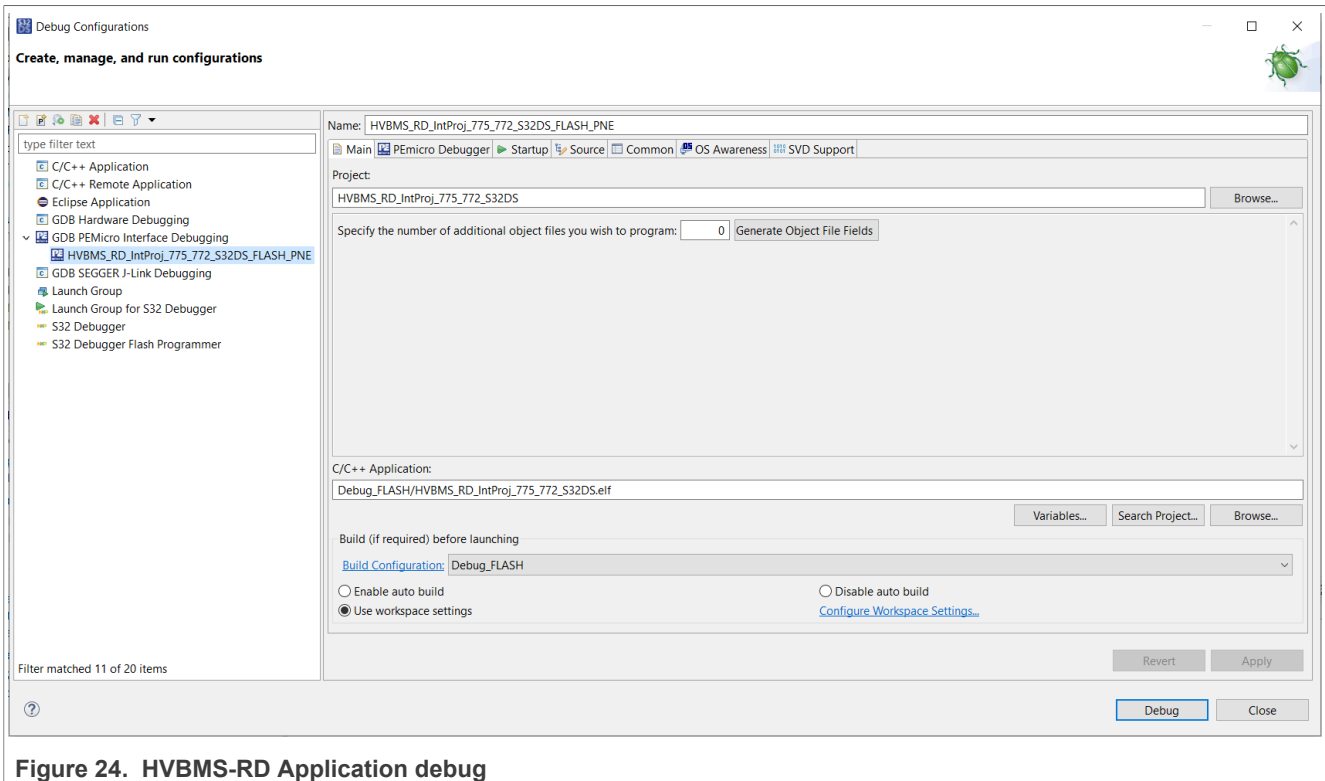 Debug Configurations
Create, manage, and run configurations
type filter text
C/C++ Application
C/C++ Remote Application
Eclipse Application
GDB Hardware Debugging
GDB PEMicro Interface Debugging
HVBMS_RD_IntProj_775_772_S32DS_FLASH_PNE
GDB SEGGER J-Link Debugging
Launch Group
Launch Group for S32 Debugger
S32 Debugger
S32 Debugger Flash Programmer
Filter matched 11 of 20 items
Name: HVBMS_RD_IntProj_775_772_S32DS_FLASH_PNE
Main PEmicro Debugger Startup Source Common OS Awareness SVD Support
Project:
HVBMS_RD_IntProj_775_772_S32DS Browse...
Specify the number of additional object files you wish to program: 0 Generate Object File Fields
C/C++ Application:
Debug_FLASH/HVBMS_RD_IntProj_775_772_S32DS.elf
Variables... Search Project... Browse...
Build (if required) before launching
Build Configuration: Debug_FLASH
Enable auto build Disable auto build
Use workspace settings Configure Workspace Settings...
Revert Apply
Debug Close
Figure 24. HVBMS-RD Application debug